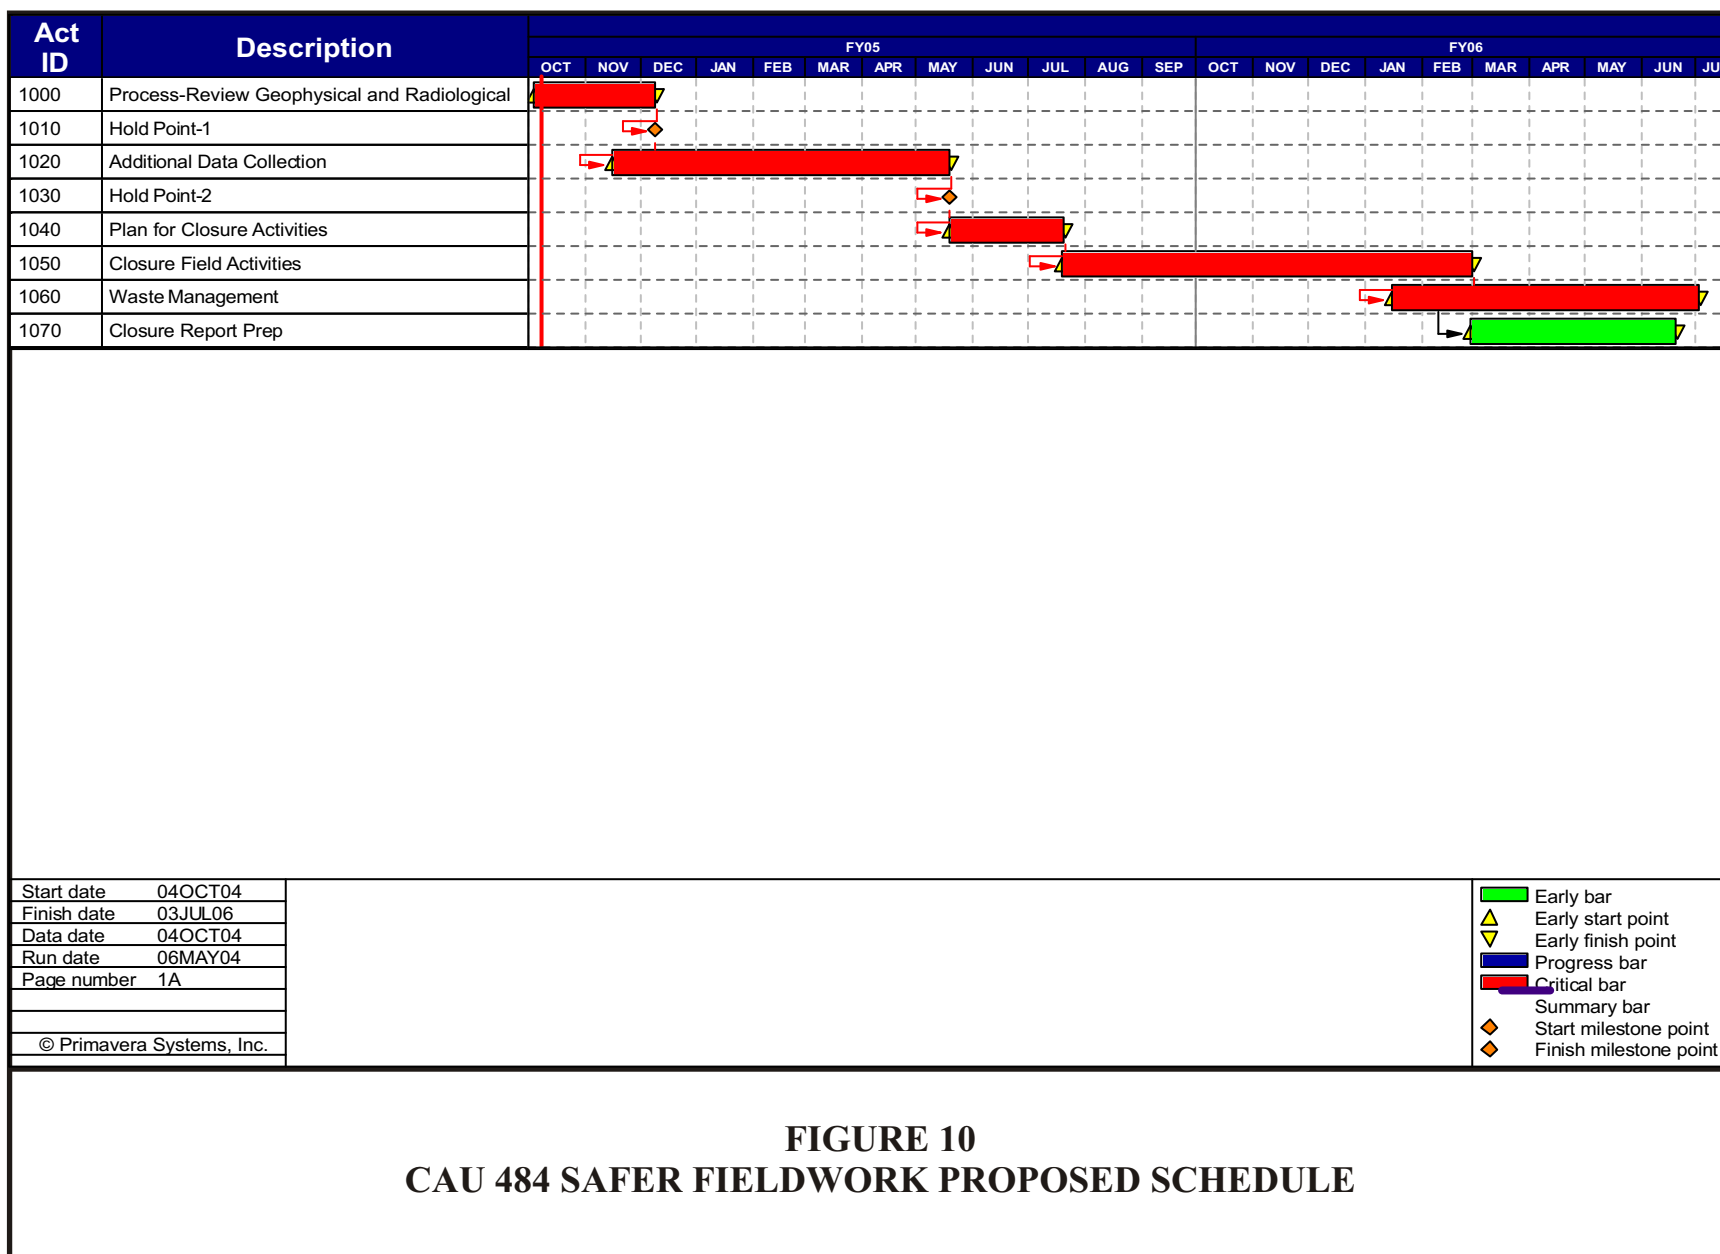 Act ID
Description
FY05
FY06
OCT NOV DEC JAN FEB MAR APR MAY JUN JUL AUG SEP OCT NOV DEC JAN FEB MAR APR MAY JUN JU
1000 Process-Review Geophysical and Radiological
1010 Hold Point-1
1020 Additional Data Collection
1030 Hold Point-2
1040 Plan for Closure Activities
1050 Closure Field Activities
1060 Waste Management
1070 Closure Report Prep
Start date 04OCT04
Finish date 03JUL06
Data date 04OCT04
Run date 06MAY04
Page number 1A
© Primavera Systems, Inc.
Early bar
Early start point
Early finish point
Progress bar
Critical bar
Summary bar
Start milestone point
Finish milestone point
FIGURE 10
CAU 484 SAFER FIELDWORK PROPOSED SCHEDULE